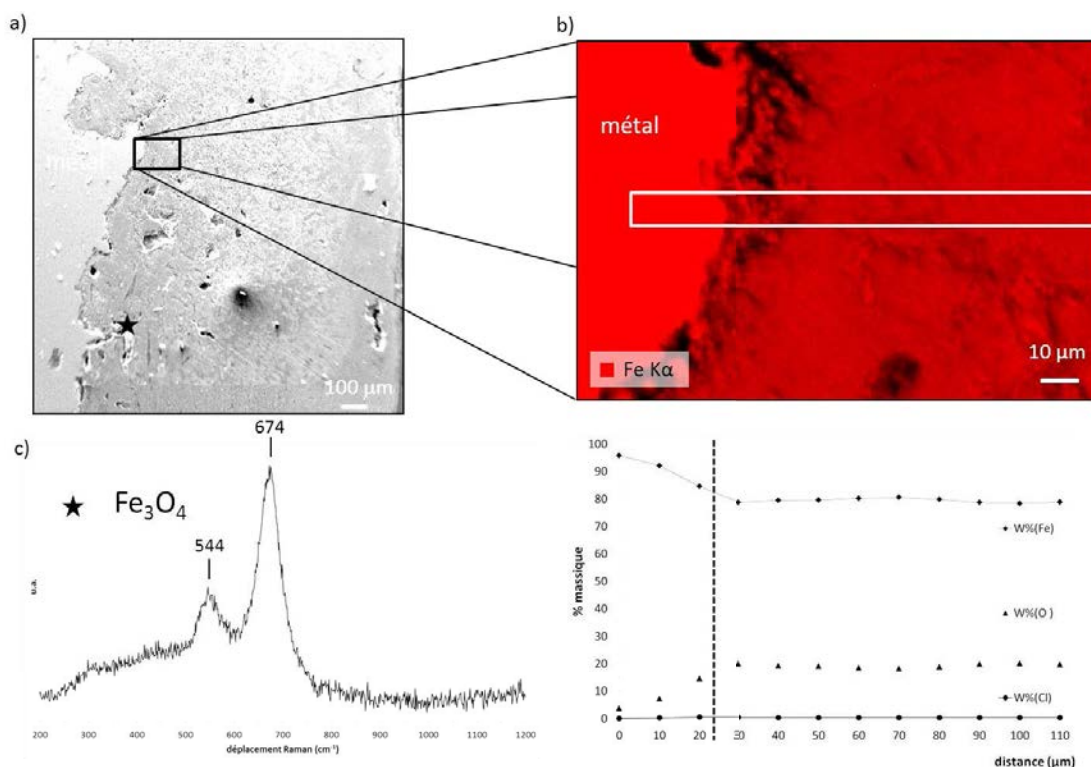 a)
métal
100 µm
b)
métal
Fe Kα
10 µm
c)
★ Fe₃O₄
544
674
u.a.
200 300 400 500 600 700 800 900 1000 1100 1200
déplacement Raman (cm⁻¹)
% massique
100
90
80
70
60
50
40
30
20
10
0
W%(Fe)
W%(O )
W%(Cl)
0 10 20 30 40 50 60 70 80 90 100 110
distance (µm)